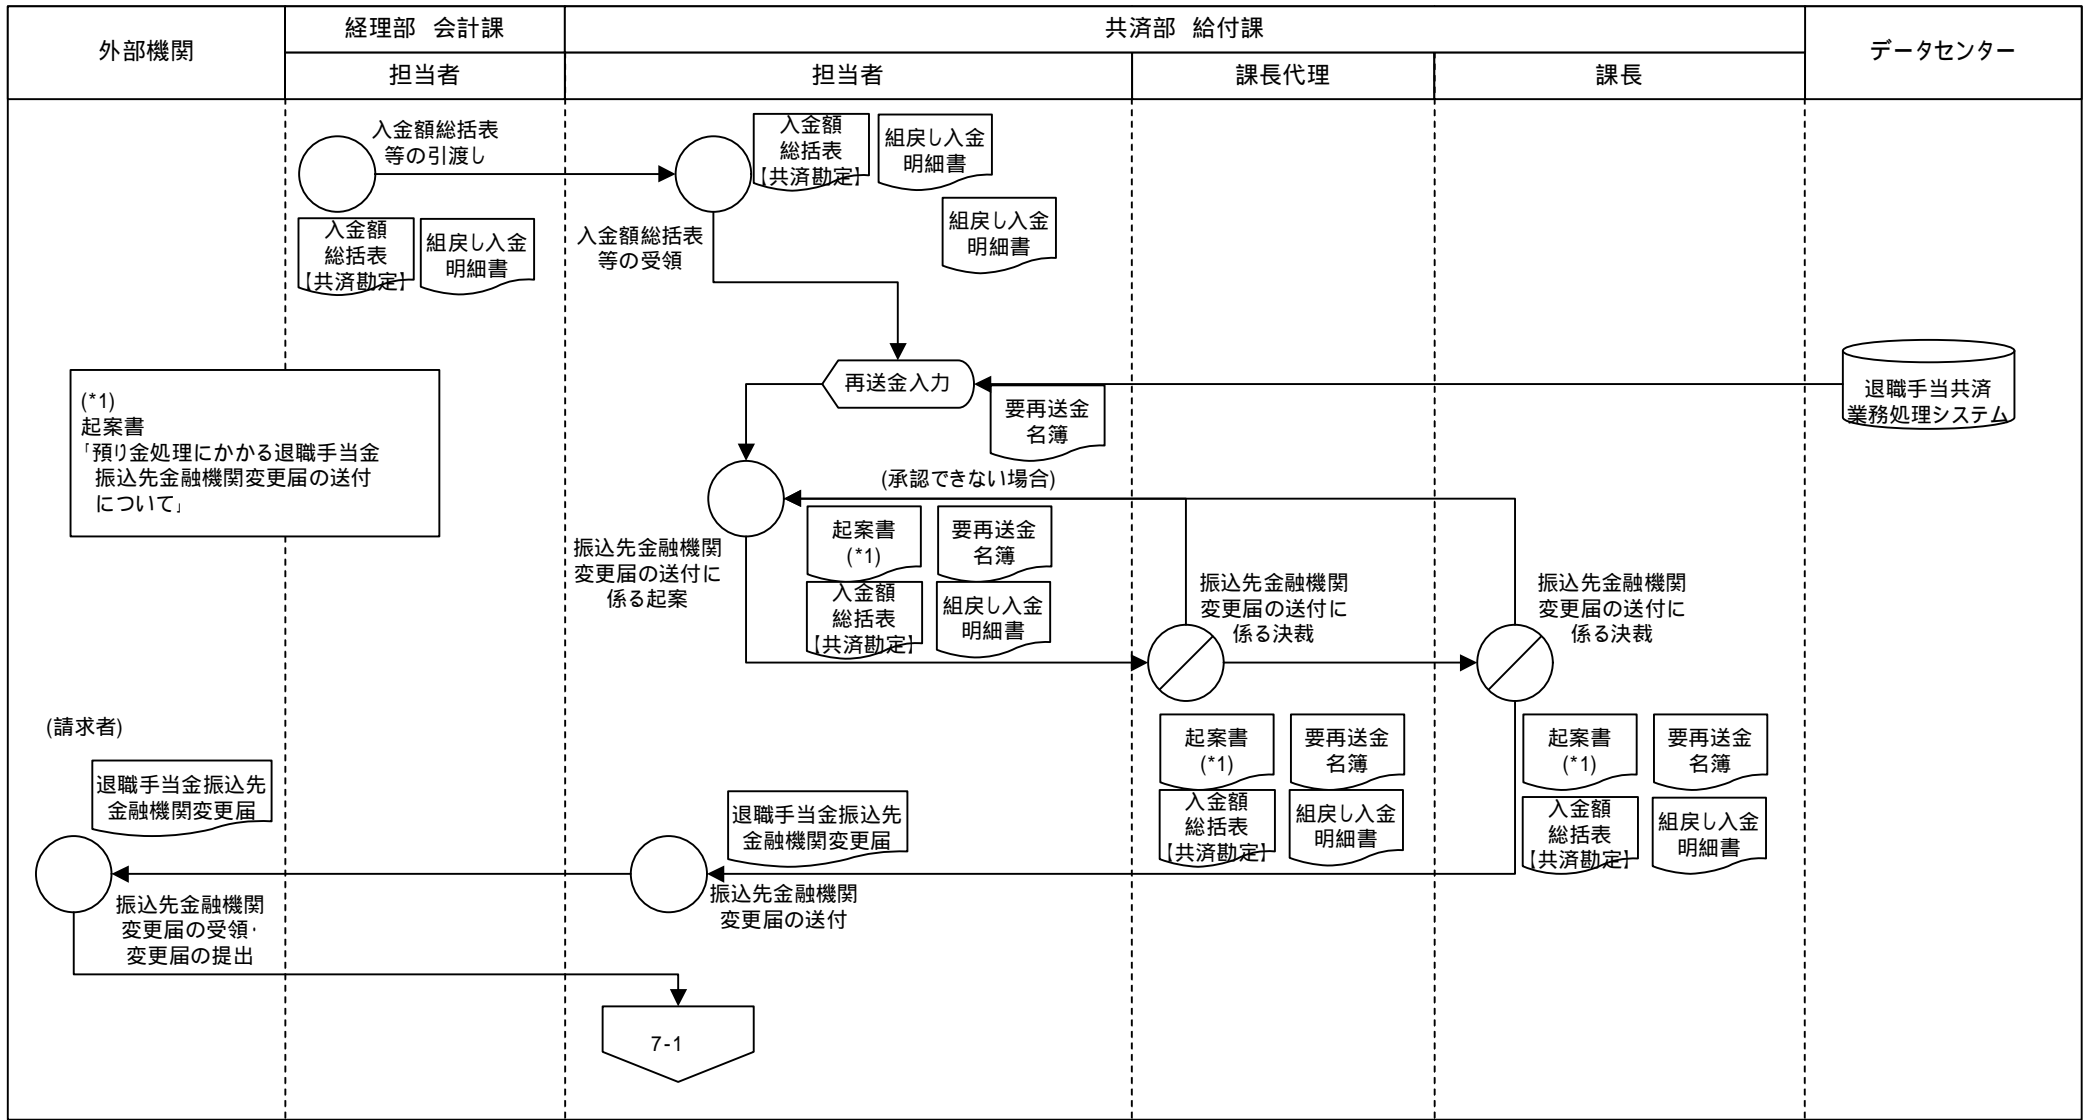 外部機関
経理部 会計課
共済部 給付課
データセンター
担当者
担当者
課長代理
課長
入金額総括表
等の引渡し
入金額
総括表
【共済勘定】
組戻し入金
明細書
入金額
総括表
【共済勘定】
組戻し入金
明細書
入金額総括表
等の受領
組戻し入金
明細書
再送金入力
要再送金
名簿
退職手当共済
業務処理システム
(*1)
起案書
「預り金処理にかかる退職手当金
振込先金融機関変更届の送付
について」
(承認できない場合)
振込先金融機関
変更届の送付に
係る起案
起案書
(*1)
要再送金
名簿
入金額
総括表
【共済勘定】
組戻し入金
明細書
振込先金融機関
変更届の送付に
係る決裁
振込先金融機関
変更届の送付に
係る決裁
起案書
(*1)
要再送金
名簿
入金額
総括表
【共済勘定】
組戻し入金
明細書
起案書
(*1)
要再送金
名簿
入金額
総括表
【共済勘定】
組戻し入金
明細書
(請求者)
退職手当金振込先
金融機関変更届
退職手当金振込先
金融機関変更届
振込先金融機関
変更届の送付
振込先金融機関
変更届の受領・
変更届の提出
7-1